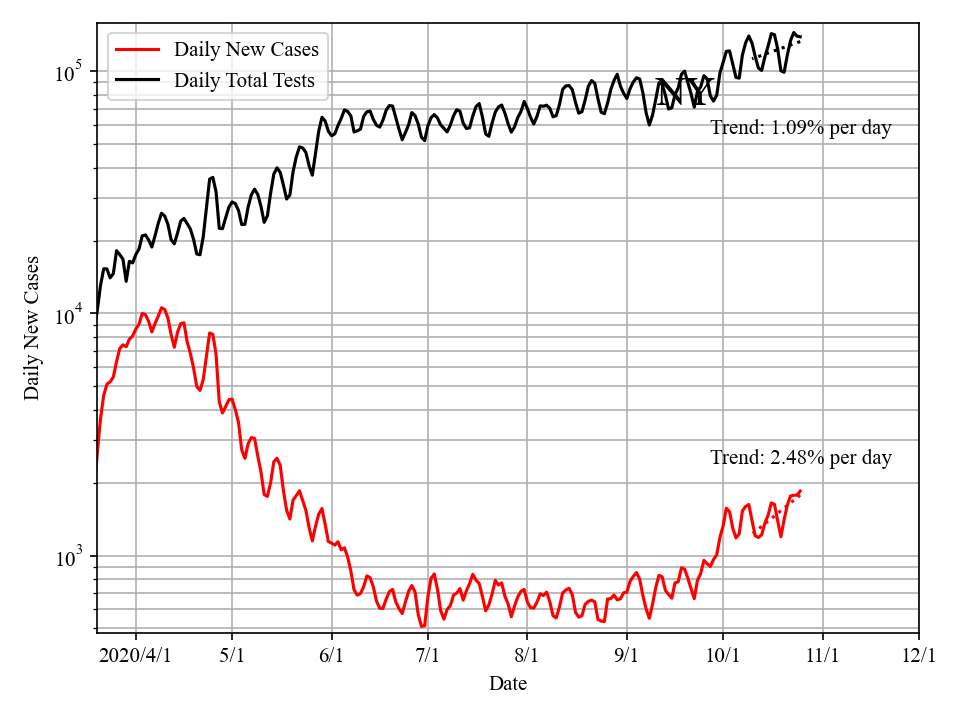 Daily New Cases
Daily Total Tests
NY
Trend: 1.09% per day
Trend: 2.48% per day
10^5
10^4
10^3
Daily New Cases
2020/4/1 5/1 6/1 7/1 8/1 9/1 10/1 11/1 12/1
Date